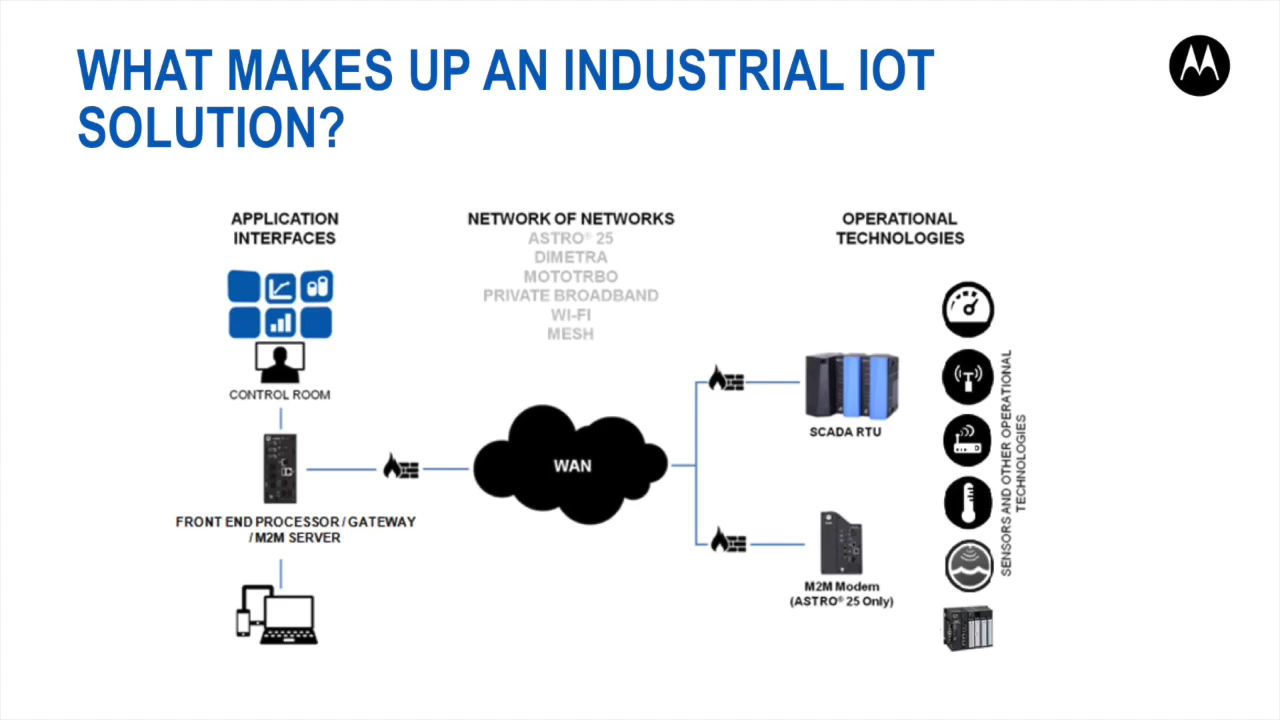 WHAT MAKES UP AN INDUSTRIAL IOT
SOLUTION?
APPLICATION
INTERFACES
CONTROL ROOM
FRONT END PROCESSOR / GATEWAY
/ M2M SERVER
NETWORK OF NETWORKS
ASTRO® 25
DIMETRA
MOTOTRBO
PRIVATE BROADBAND
WI-FI
MESH
WAN
OPERATIONAL
TECHNOLOGIES
SCADA RTU
M2M Modem
(ASTRO® 25 Only)
SENSORS AND OTHER OPERATIONAL
TECHNOLOGIES